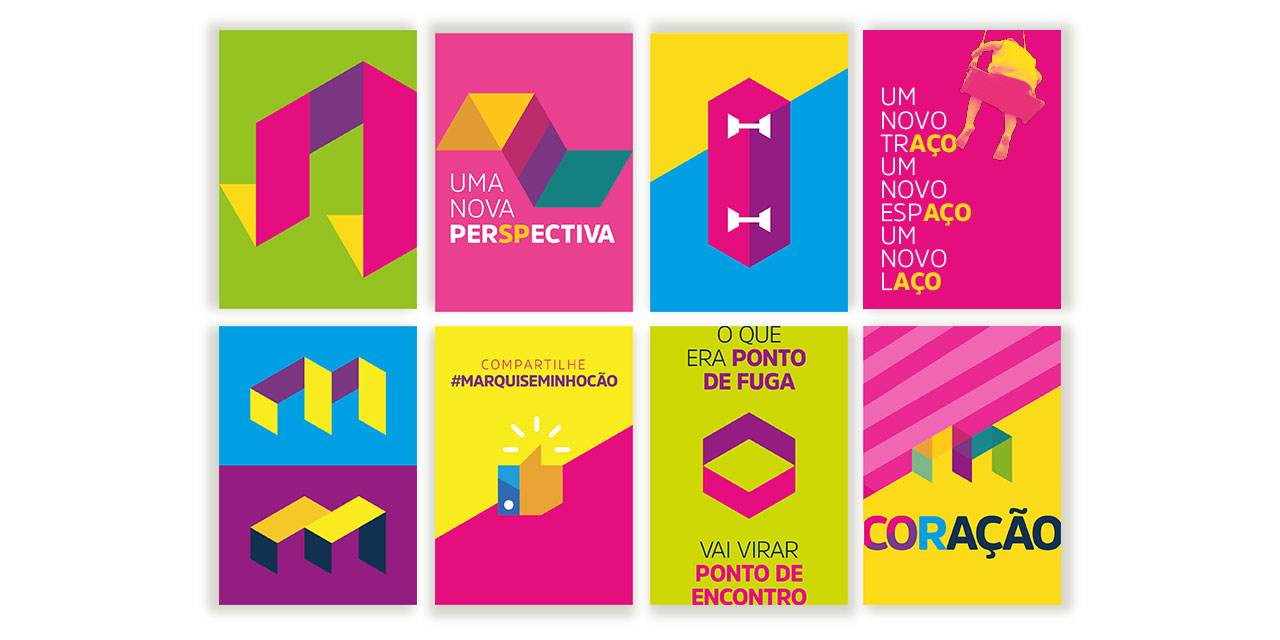 UMA
NOVA
PERSPECTIVA
UM
NOVO
TRAÇO
UM
NOVO
ESPAÇO
UM
NOVO
LAÇO
COMPARTILHE
#MARQUISEMINHOCÃO
O QUE
ERA PONTO
DE FUGA
VAI VIRAR
PONTO DE
ENCONTRO
CORAÇÃO